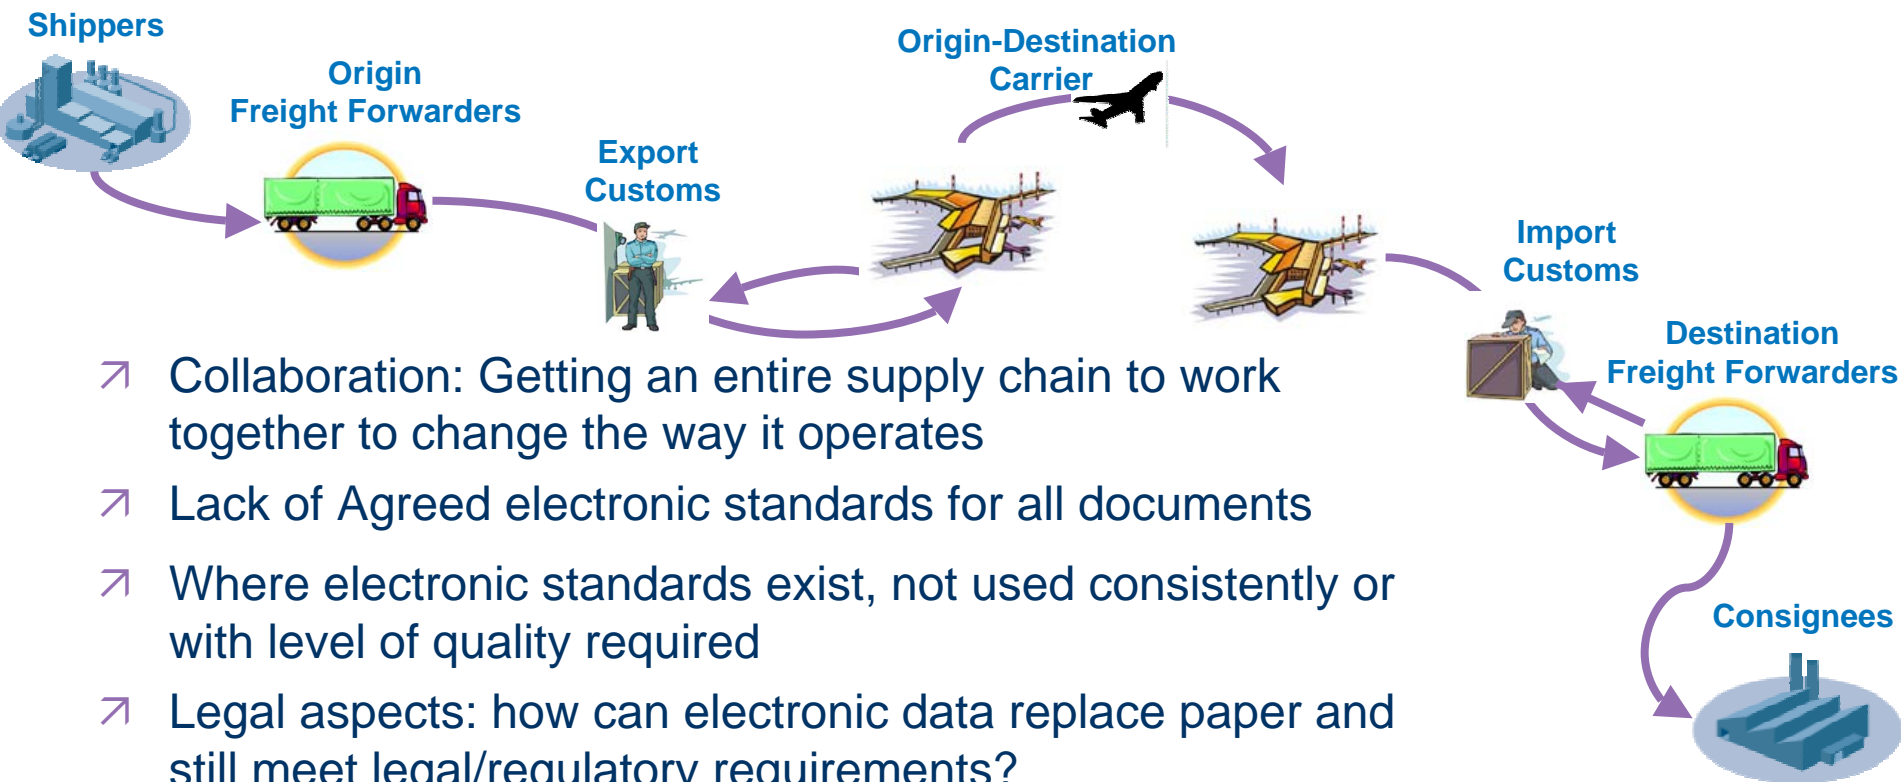 Shippers
Origin
Freight Forwarders
Export
Customs
Origin-Destination
Carrier
Import
Customs
Destination
Freight Forwarders
Consignees
Collaboration: Getting an entire supply chain to work
together to change the way it operates
Lack of Agreed electronic standards for all documents
Where electronic standards exist, not used consistently or
with level of quality required
Legal aspects: how can electronic data replace paper and
still meet legal/regulatory requirements?